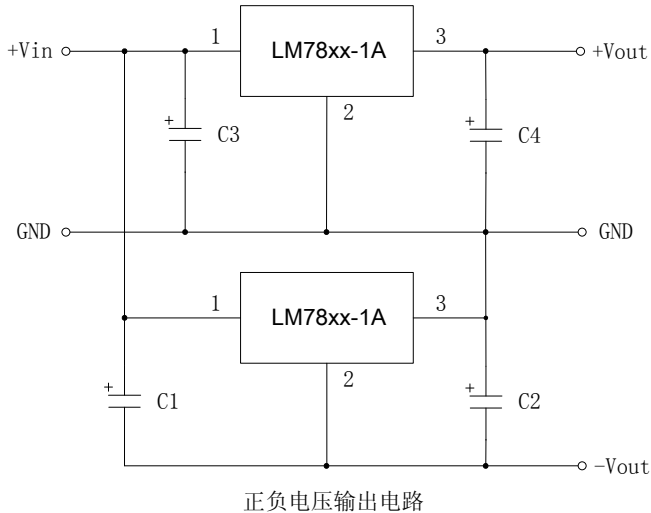 +Vin 1 LM78xx-1A 3 +Vout
2
+ C3 + C4
GND GND
1 LM78xx-1A 3
2
+ C1 + C2
-Vout
正负电压输出电路